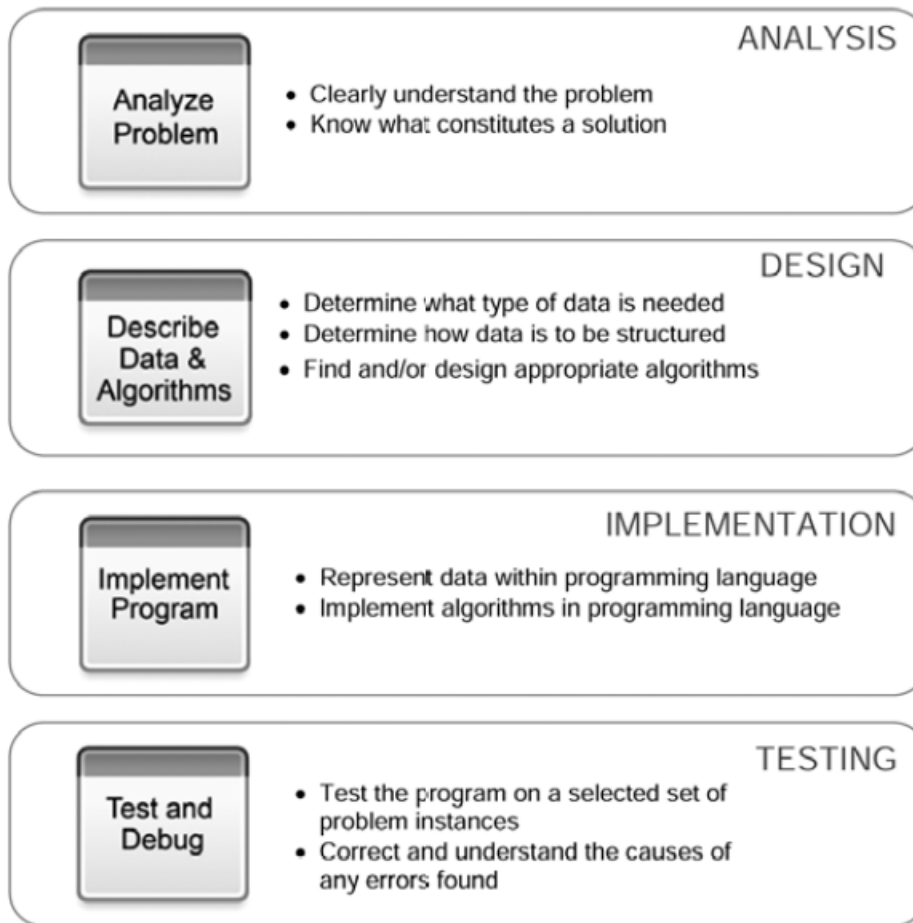 ANALYSIS
Analyze
Problem
• Clearly understand the problem
• Know what constitutes a solution
DESIGN
Describe
Data &
Algorithms
• Determine what type of data is needed
• Determine how data is to be structured
• Find and/or design appropriate algorithms
IMPLEMENTATION
Implement
Program
• Represent data within programming language
• Implement algorithms in programming language
TESTING
Test and
Debug
• Test the program on a selected set of
problem instances
• Correct and understand the causes of
any errors found